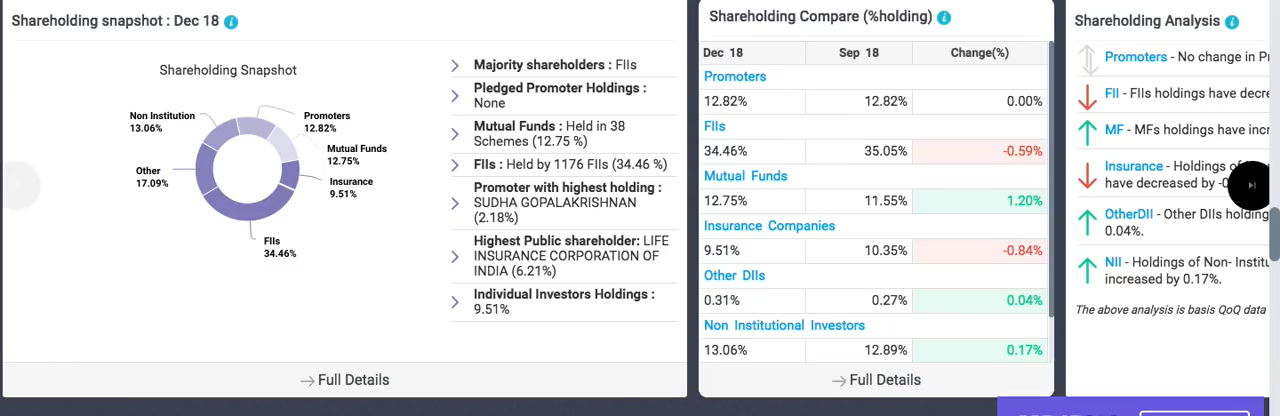 Shareholding snapshot : Dec 18
Shareholding Snapshot
Non Institution
13.06%
Promoters
12.82%
Mutual Funds
12.75%
Other
17.09%
Insurance
9.51%
FIIs
34.46%
Majority shareholders : FIIs
Pledged Promoter Holdings :
None
Mutual Funds : Held in 38
Schemes (12.75 %)
FIIs : Held by 1176 FIIs (34.46 %)
Promoter with highest holding :
SUDHA GOPALAKRISHNAN
(2.18%)
Highest Public shareholder: LIFE
INSURANCE CORPORATION OF
INDIA (6.21%)
Individual Investors Holdings :
9.51%
Full Details
Shareholding Compare (%holding)
Dec 18 Sep 18 Change(%)
Promoters
12.82% 12.82% 0.00%
FIIs
34.46% 35.05% -0.59%
Mutual Funds
12.75% 11.55% 1.20%
Insurance Companies
9.51% 10.35% -0.84%
Other DIIs
0.31% 0.27% 0.04%
Non Institutional Investors
13.06% 12.89% 0.17%
Full Details
Shareholding Analysis
Promoters - No change in
FII - FIIs holdings have
MF - MFs holdings have
Insurance - Holdings
have decreased by
OtherDII - Other DIIs
0.04%.
NII - Holdings of Non-
increased by 0.17%.
The above analysis is basis QoQ data